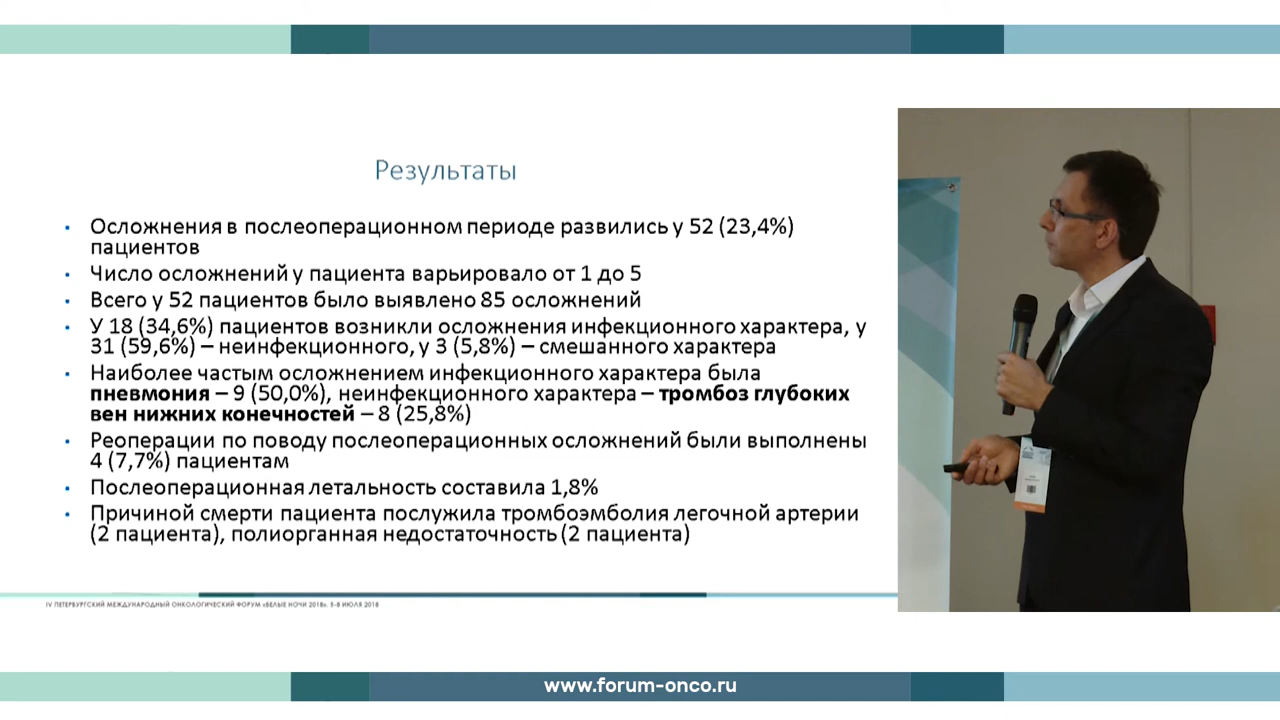 Результаты
• Осложнения в послеоперационном периоде развились у 52 (23,4%)
пациентов
• Число осложнений у пациента варьировало от 1 до 5
• Всего у 52 пациентов было выявлено 85 осложнений
• У 18 (34,6%) пациентов возникли осложнения инфекционного характера, у
31 (59,6%) – неинфекционного, у 3 (5,8%) – смешанного характера
• Наиболее частым осложнением инфекционного характера была
пневмония – 9 (50,0%), неинфекционного характера – тромбоз глубоких
вен нижних конечностей – 8 (25,8%)
• Реоперации по поводу послеоперационных осложнений были выполнены
4 (7,7%) пациентам
• Послеоперационная летальность составила 1,8%
• Причиной смерти пациента послужила тромбоэмболия легочной артерии
(2 пациента), полиорганная недостаточность (2 пациента)
IV ПЕТЕРБУРГСКИЙ МЕЖДУНАРОДНЫЙ ОНКОЛОГИЧЕСКИЙ ФОРУМ «БЕЛЫЕ НОЧИ 2018». 5-8 ИЮЛЯ 2018
www.forum-onco.ru